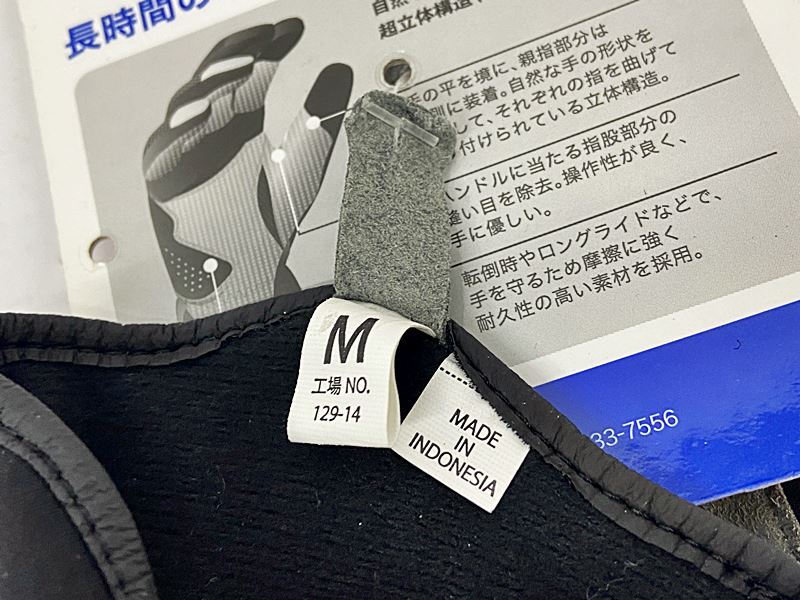 長時間の
自然
超立体構造
手の平を境に、親指部分は
側に装着。自然な手の形状を
して、それぞれの指を曲げて
付けられている立体構造。
ハンドルに当たる指股部分の
縫い目を除去。操作性が良く、
手に優しい。
転倒時やロングライドなどで、
手を守るため摩擦に強く
耐久性の高い素材を採用。
M
工場 NO.
129-14
MADE
IN
INDONESIA
33-7556